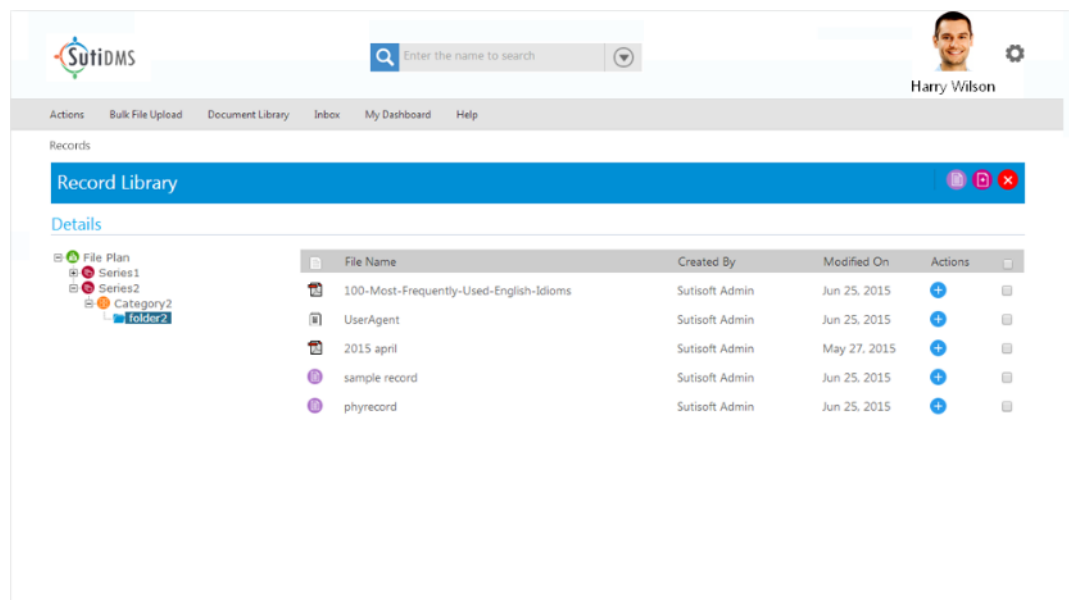 SutiDMS
Enter the name to search
Harry Wilson
Actions Bulk File Upload Document Library Inbox My Dashboard Help
Records
Record Library
Details
File Plan
Series1
Series2
Category2
folder2
File Name Created By Modified On Actions
100-Most-Frequently-Used-English-Idioms Sutisoft Admin Jun 25, 2015
UserAgent Sutisoft Admin Jun 25, 2015
2015 april Sutisoft Admin May 27, 2015
sample record Sutisoft Admin Jun 25, 2015
phyrecord Sutisoft Admin Jun 25, 2015